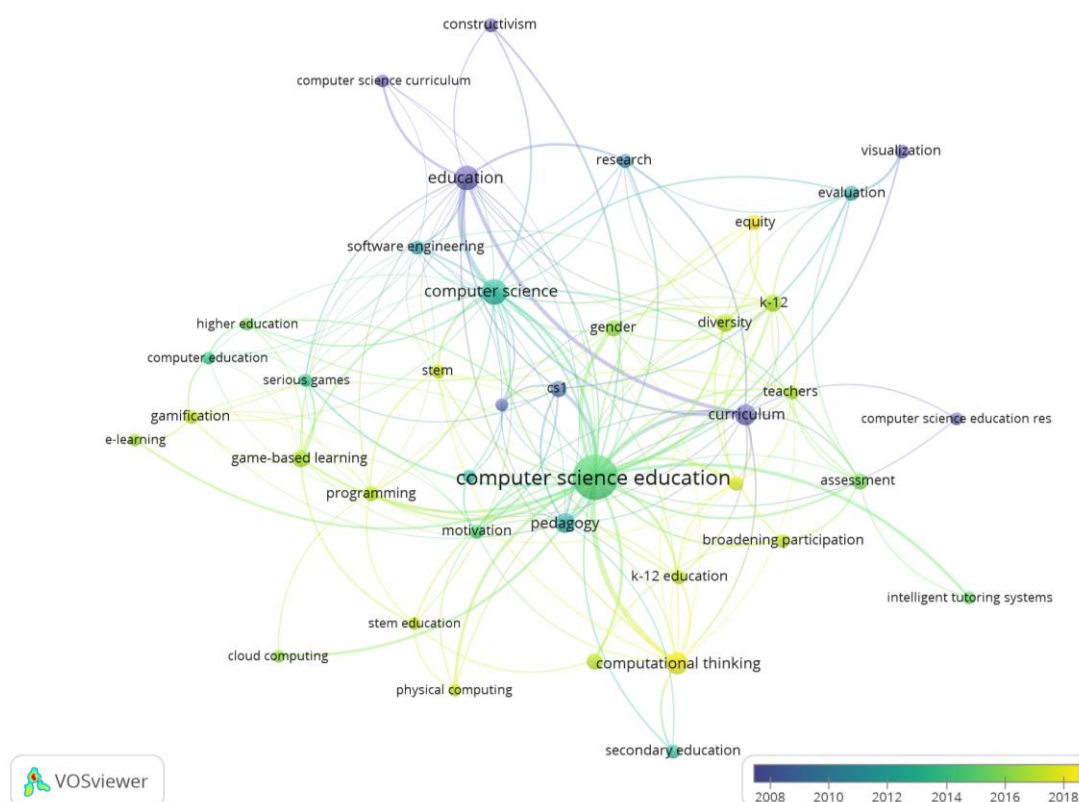 constructivism
computer science curriculum
visualization
research
education
evaluation
equity
software engineering
computer science
k-12
higher education
gender
diversity
computer education
stem
serious games
cs1
teachers
gamification
curriculum
computer science education res
e-learning
game-based learning
computer science education
assessment
programming
motivation
pedagogy
broadening participation
k-12 education
intelligent tutoring systems
stem education
cloud computing
computational thinking
physical computing
secondary education
VOSviewer
2008 2010 2012 2014 2016 2018